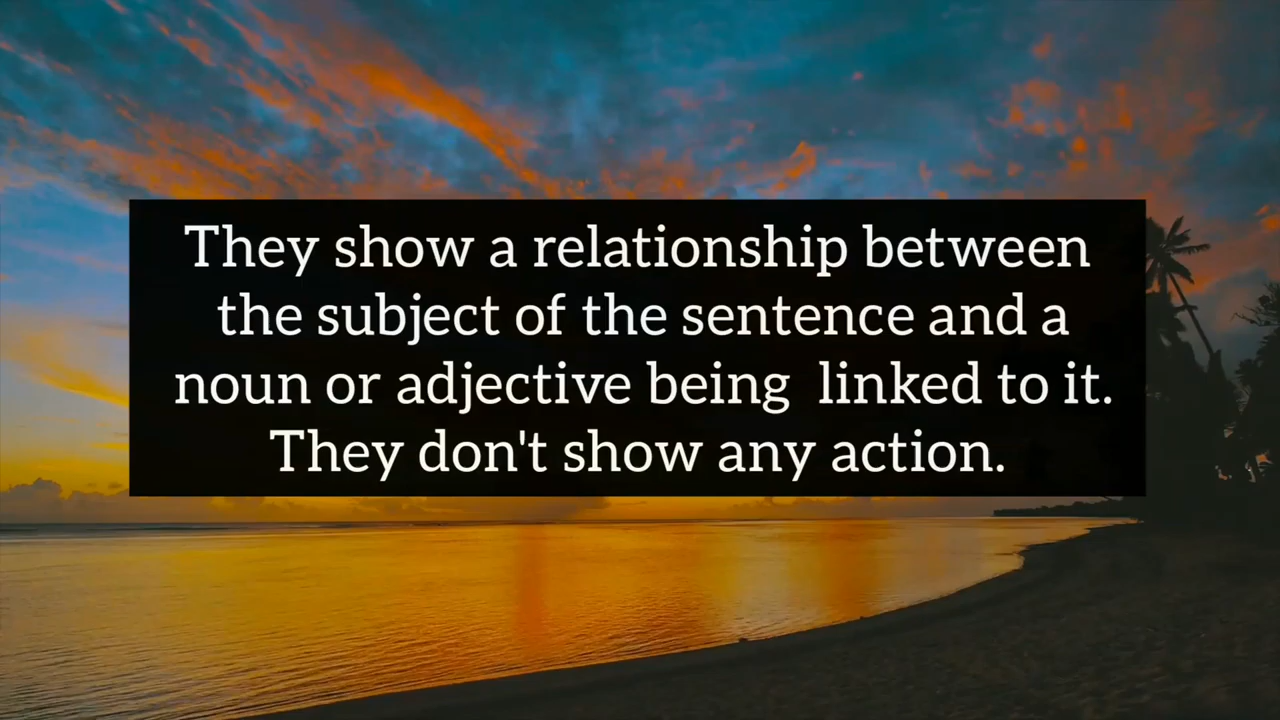 They show a relationship between
the subject of the sentence and a
noun or adjective being  linked to it.
They don't show any action.